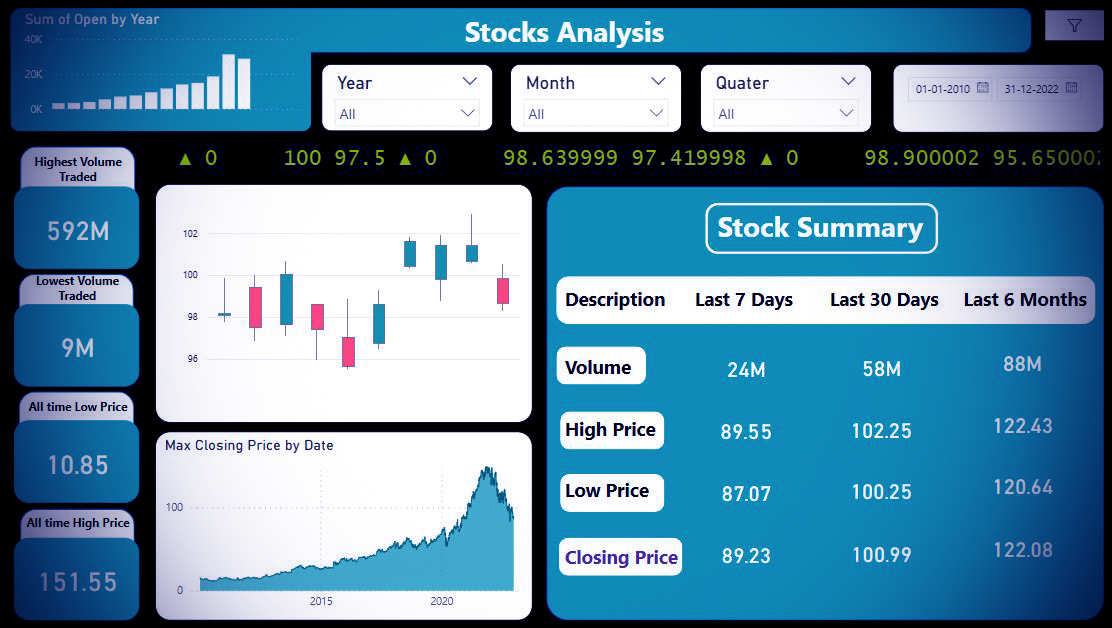 Sum of Open by Year
40K
20K
0K
Stocks Analysis
Year
All
Month
All
Quater
All
01-01-2010
31-12-2022
▲ 0 100 97.5 ▲ 0 98.639999 97.419998 ▲ 0 98.900002 95.650002
Highest Volume
Traded
592M
Lowest Volume
Traded
9M
All time Low Price
10.85
All time High Price
151.55
102
100
98
96
Max Closing Price by Date
100
0
2015 2020
Stock Summary
Description Last 7 Days Last 30 Days Last 6 Months
Volume 24M 58M 88M
High Price 89.55 102.25 122.43
Low Price 87.07 100.25 120.64
Closing Price 89.23 100.99 122.08